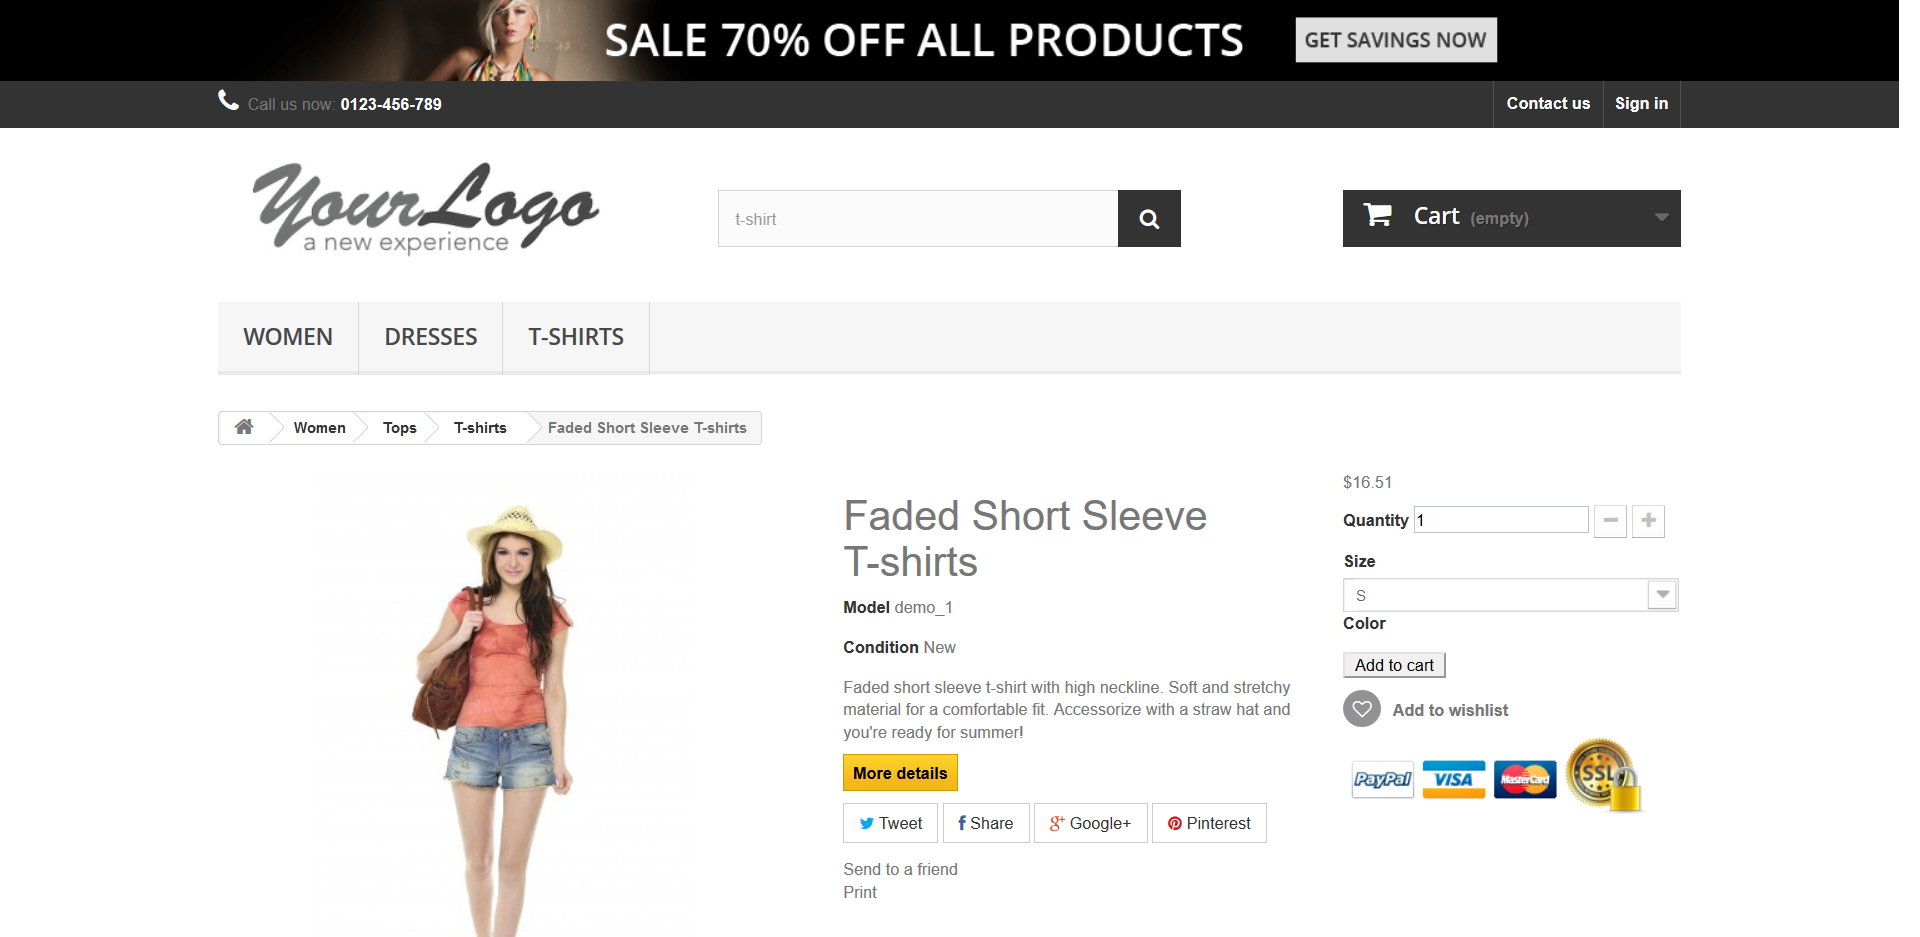 SALE 70% OFF ALL PRODUCTS
GET SAVINGS NOW
Call us now: 0123-456-789
Contact us
Sign in
YourLogo
a new experience
t-shirt
Cart (empty)
WOMEN
DRESSES
T-SHIRTS
Women
Tops
T-shirts
Faded Short Sleeve T-shirts
Faded Short Sleeve
T-shirts
Model demo_1
Condition New
Faded short sleeve t-shirt with high neckline. Soft and stretchy
material for a comfortable fit. Accessorize with a straw hat and
you're ready for summer!
More details
Tweet
Share
Google+
Pinterest
Send to a friend
Print
$16.51
Quantity 1
Size
S
Color
Add to cart
Add to wishlist
PayPal
VISA
MasterCard
SSL